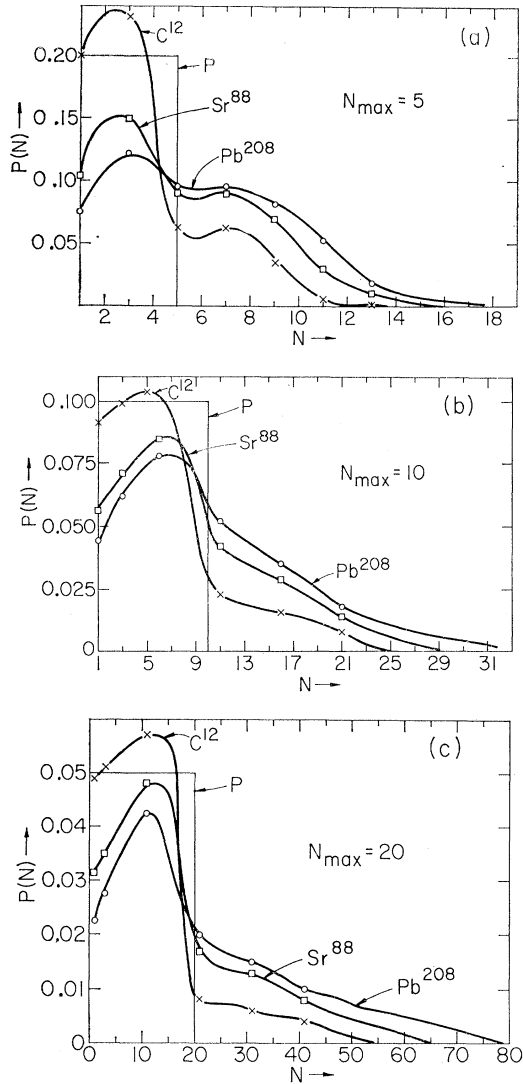 (a)
C¹²
P
0.20
Sr⁸⁸
N_max = 5
0.15
Pb²⁰⁸
P(N) →
0.10
0.05
2 4 6 8 10 12 14 16 18
N →
(b)
C¹²
0.100
P
Sr⁸⁸
0.075
N_max = 10
P(N) →
0.050
Pb²⁰⁸
0.025
0
1 5 9 13 17 21 25 29 31
N →
(c)
C¹²
0.05
P
0.04
N_max = 20
P(N) →
0.03
0.02
Sr⁸⁸
Pb²⁰⁸
0.01
0
0 10 20 30 40 50 60 70 80
N →